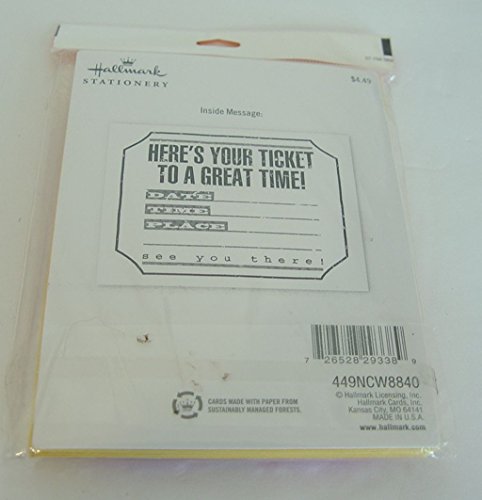 Hallmark
STATIONERY
$4.49
Inside Message:
HERE'S YOUR TICKET
TO A GREAT TIME!
DATE
TIME
PLACE
see you there!
7 26528 29338 9
449NCW8840
© Hallmark Licensing, Inc.
Hallmark Cards, Inc.
Kansas City, MO 64141
MADE IN U.S.A.
www.hallmark.com
CARDS MADE WITH PAPER FROM
SUSTAINABLY MANAGED FORESTS.